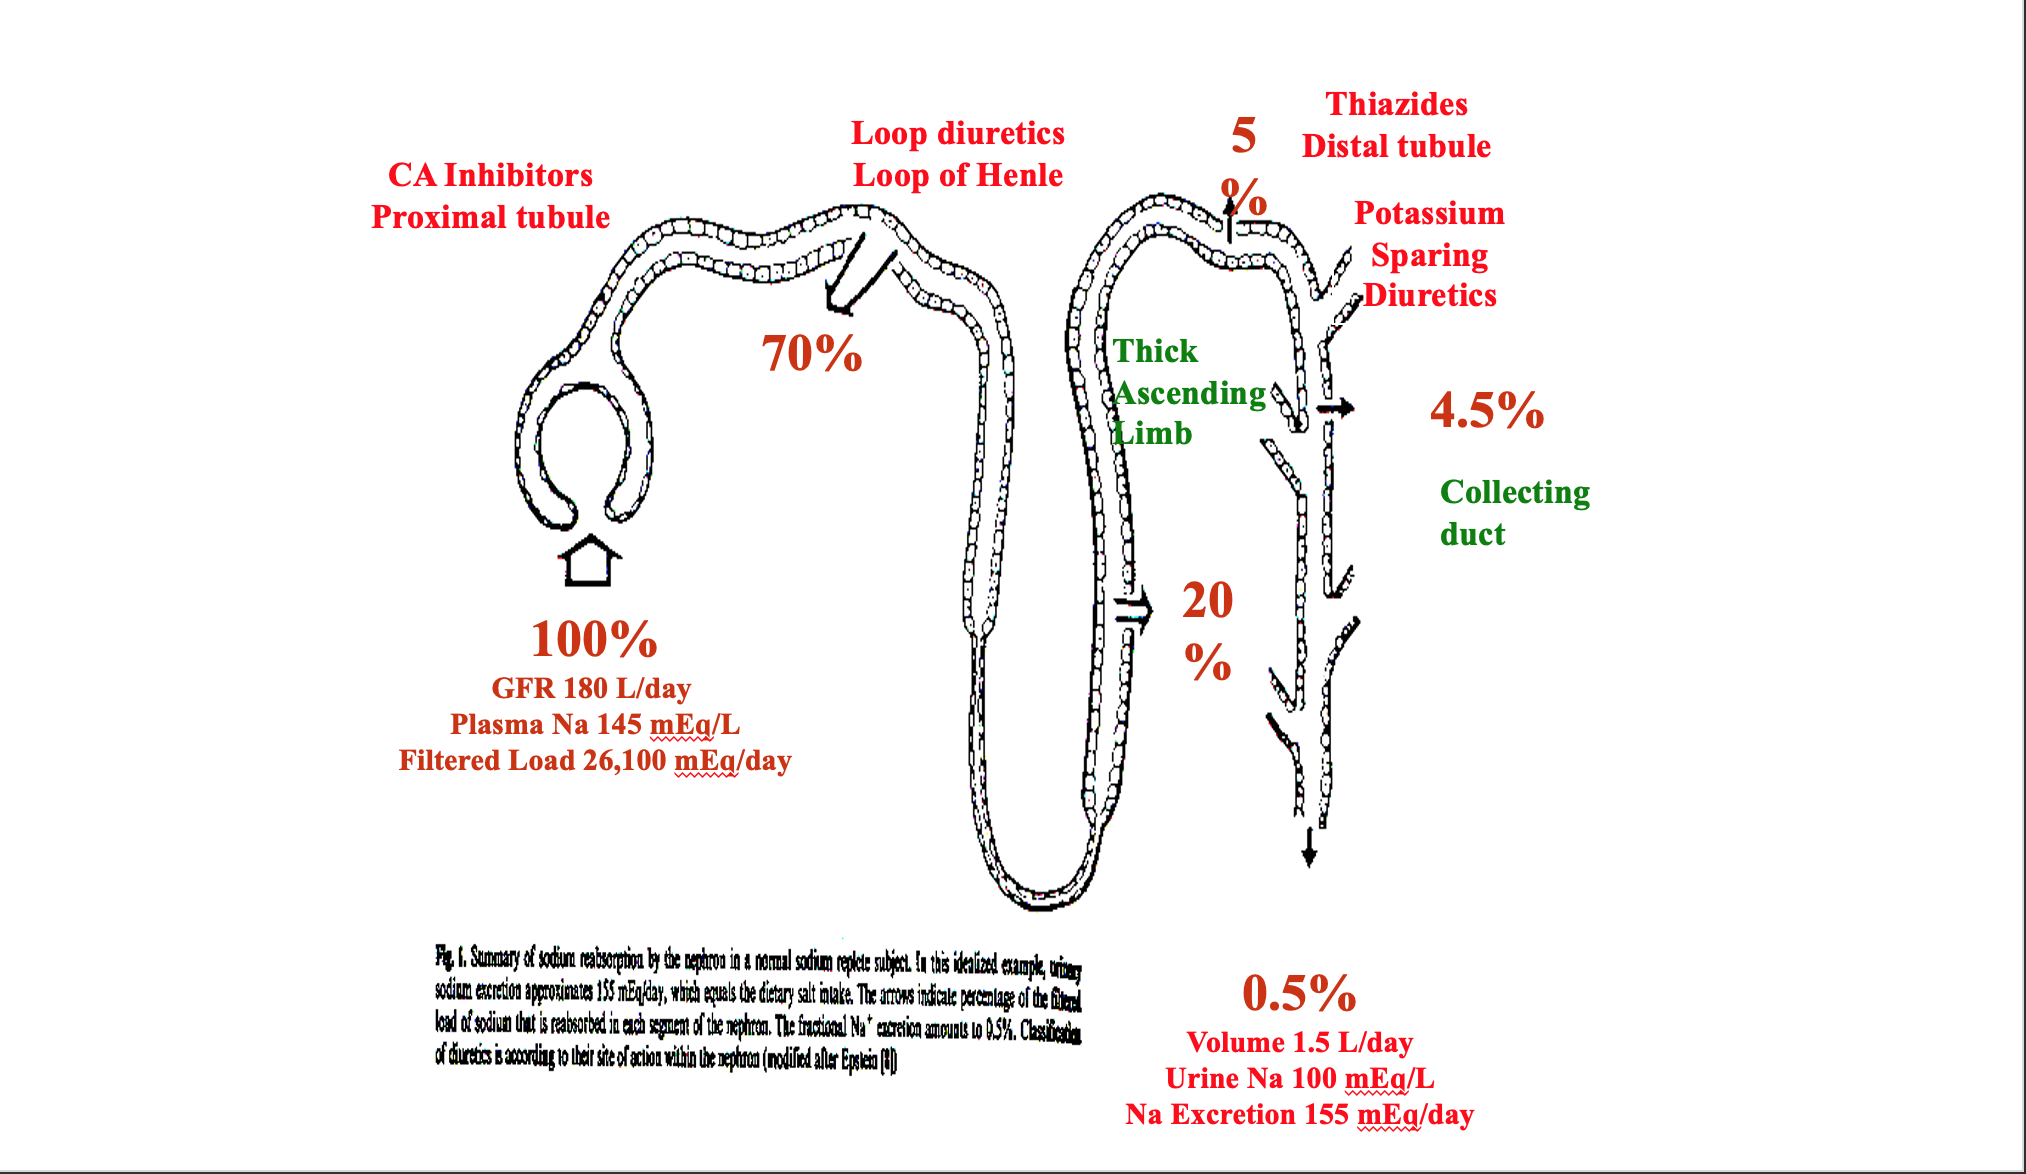 CA Inhibitors
Proximal tubule
Loop diuretics
Loop of Henle
5
%
Thiazides
Distal tubule
Potassium
Sparing
Diuretics
70%
Thick
Ascending
Limb
4.5%
Collecting
duct
20
%
100%
GFR 180 L/day
Plasma Na 145 mEq/L
Filtered Load 26,100 mEq/day
Fig. 1. Summary of sodium reabsorption by the nephron in a normal sodium replete subject. In this idealized example, urinary
sodium excretion approximates 155 mEq/day, which equals the dietary salt intake. The arrows indicate percentage of the filtered
load of sodium that is reabsorbed in each segment of the nephron. The fractional Na+ excretion amounts to 0.5%. Classification
of diuretics is according to their site of action within the nephron (modified after Epstein [8])
0.5%
Volume 1.5 L/day
Urine Na 100 mEq/L
Na Excretion 155 mEq/day